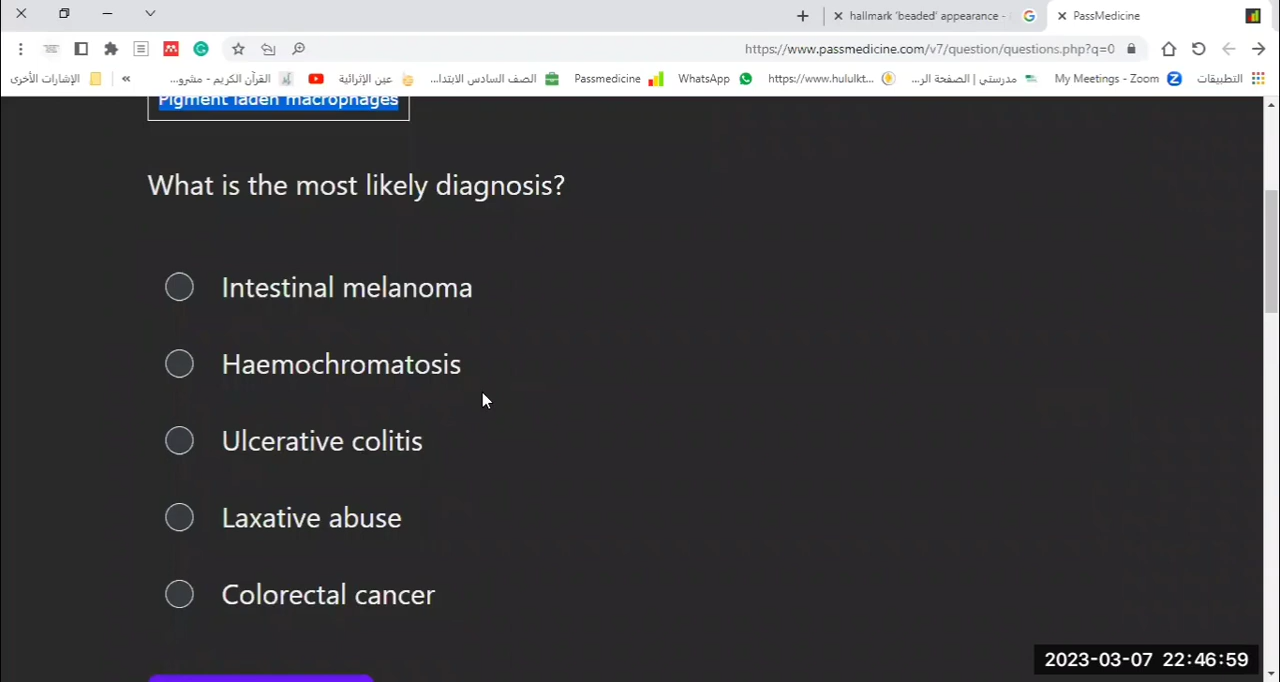 hallmark 'beaded' appearance -
PassMedicine
https://www.passmedicine.com/v7/question/questions.php?q=0
الإشارات الأخرى
القرآن الكريم - مشرو...
عين الإثرائية
الصف السادس الابتدا...
Passmedicine
WhatsApp
https://www.hululkt...
مدرستي | الصفحة الر...
My Meetings - Zoom
التطبيقات
Pigment laden macrophages
What is the most likely diagnosis?
Intestinal melanoma
Haemochromatosis
Ulcerative colitis
Laxative abuse
Colorectal cancer
2023-03-07 22:46:59